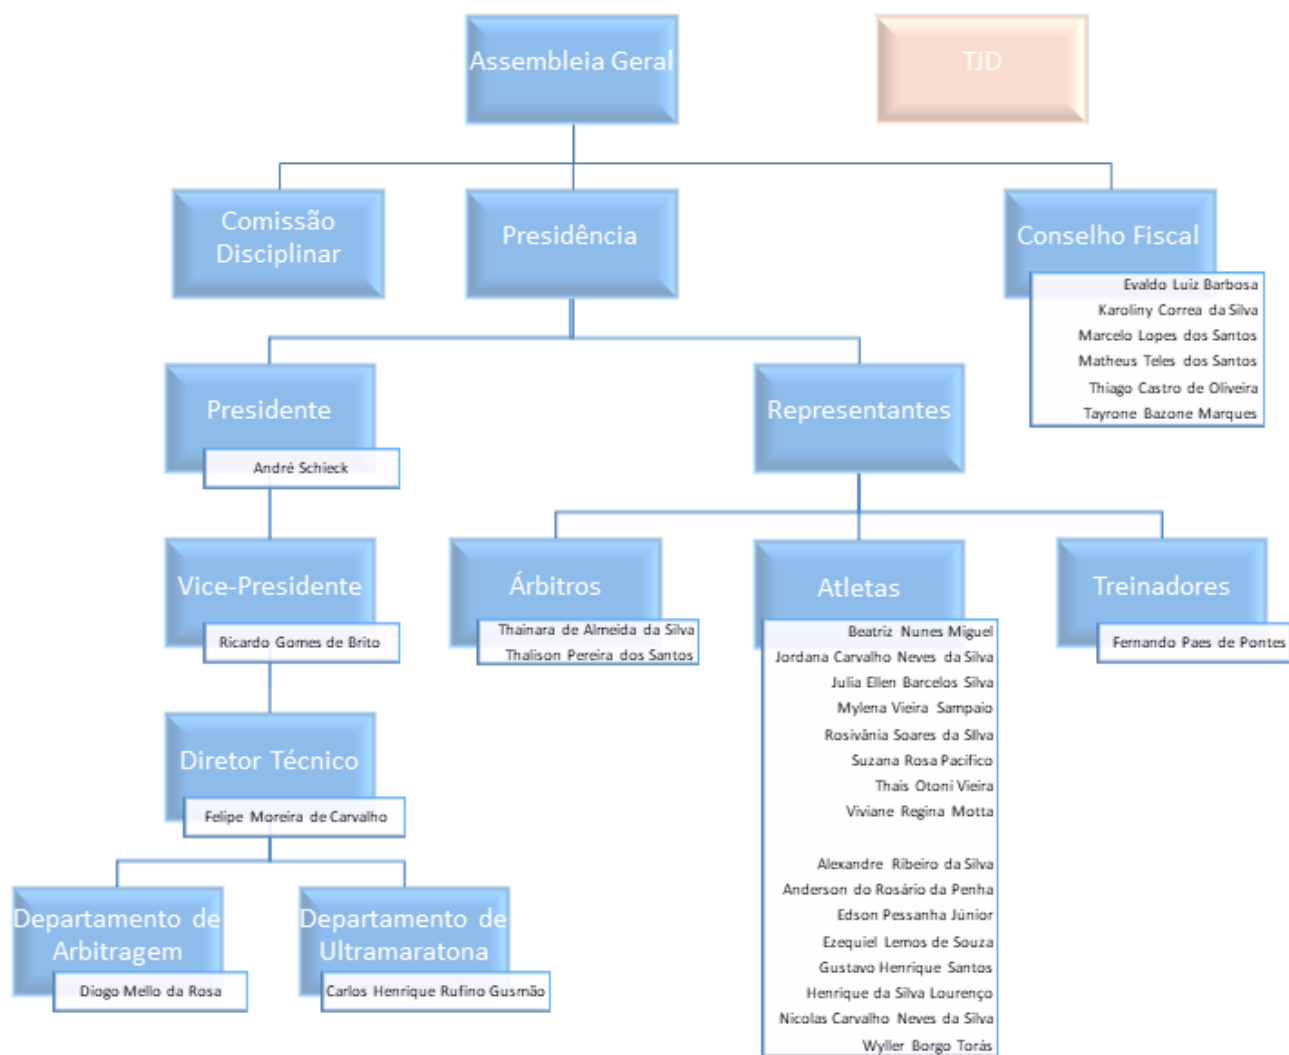 Assembleia Geral
TJD
Comissão
Disciplinar
Presidência
Conselho Fiscal
Evaldo Luiz Barbosa
Karoliny Correa da Silva
Marcelo Lopes dos Santos
Matheus Teles dos Santos
Thiago Castro de Oliveira
Tayrone Bazone Marques
Presidente
André Schieck
Representantes
Vice-Presidente
Ricardo Gomes de Brito
Árbitros
Thainara de Almeida da Silva
Thalison Pereira dos Santos
Atletas
Beatriz Nunes Miguel
Jordana Carvalho Neves da Silva
Julia Ellen Barcelos Silva
Mylena Vieira Sampaio
Rosivânia Soares da SIlva
Suzana Rosa Pacifico
Thais Otoni Vieira
Viviane Regina Motta
Alexandre Ribeiro da Silva
Anderson do Rosário da Penha
Edson Pessanha Júnior
Ezequiel Lemos de Souza
Gustavo Henrique Santos
Henrique da Silva Lourenço
Nicolas Carvalho Neves da Silva
Wyller Borgo Torás
Treinadores
Fernando Paes de Pontes
Diretor Técnico
Felipe Moreira de Carvalho
Departamento de
Arbitragem
Diogo Mello da Rosa
Departamento de
Ultramaratona
Carlos Henrique Rufino Gusmão